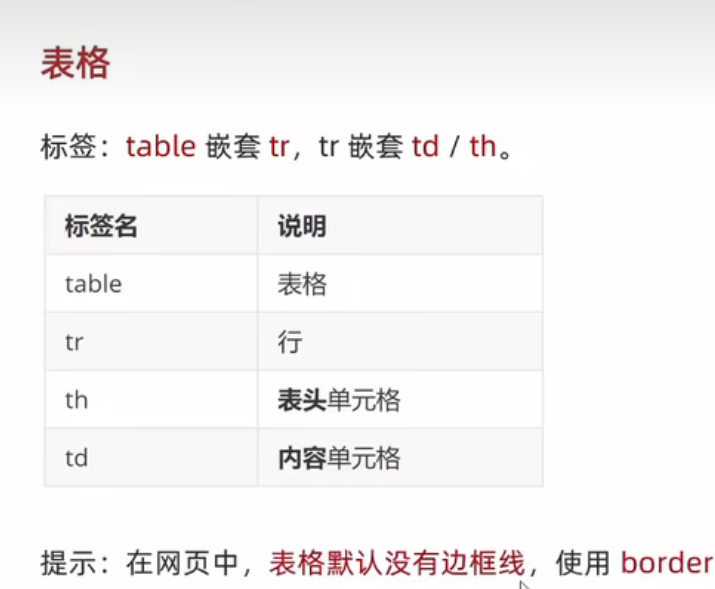 表格
标签：table 嵌套 tr，tr 嵌套 td / th。
标签名 说明
table 表格
tr 行
th 表头单元格
td 内容单元格
提示：在网页中，表格默认没有边框线，使用 border